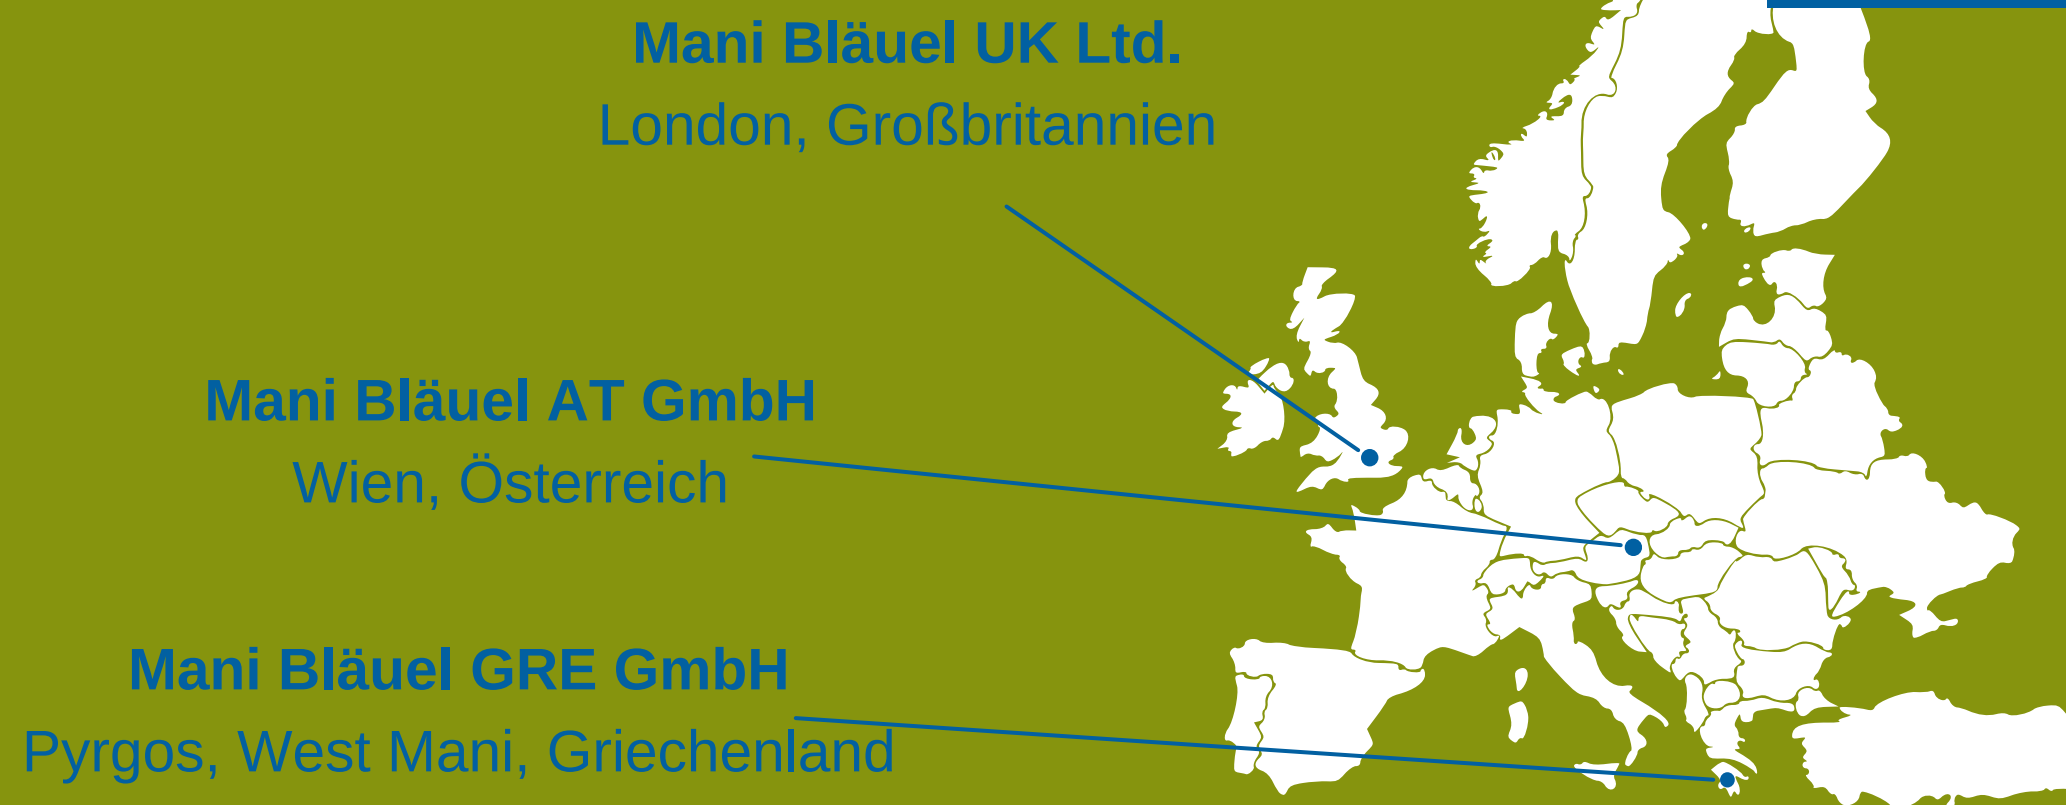 Mani Bläuel UK Ltd.
London, Großbritannien
Mani Bläuel AT GmbH
Wien, Österreich
Mani Bläuel GRE GmbH
Pyrgos, West Mani, Griechenland